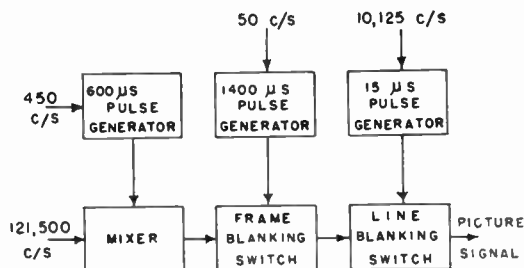 50 C/S
10,125 C/S
450
C/S
600 µS
PULSE
GENERATOR
1400 µS
PULSE
GENERATOR
15 µS
PULSE
GENERATOR
121,500
C/S
MIXER
FRAME
BLANKING
SWITCH
LINE
BLANKING
SWITCH
PICTURE
SIGNAL